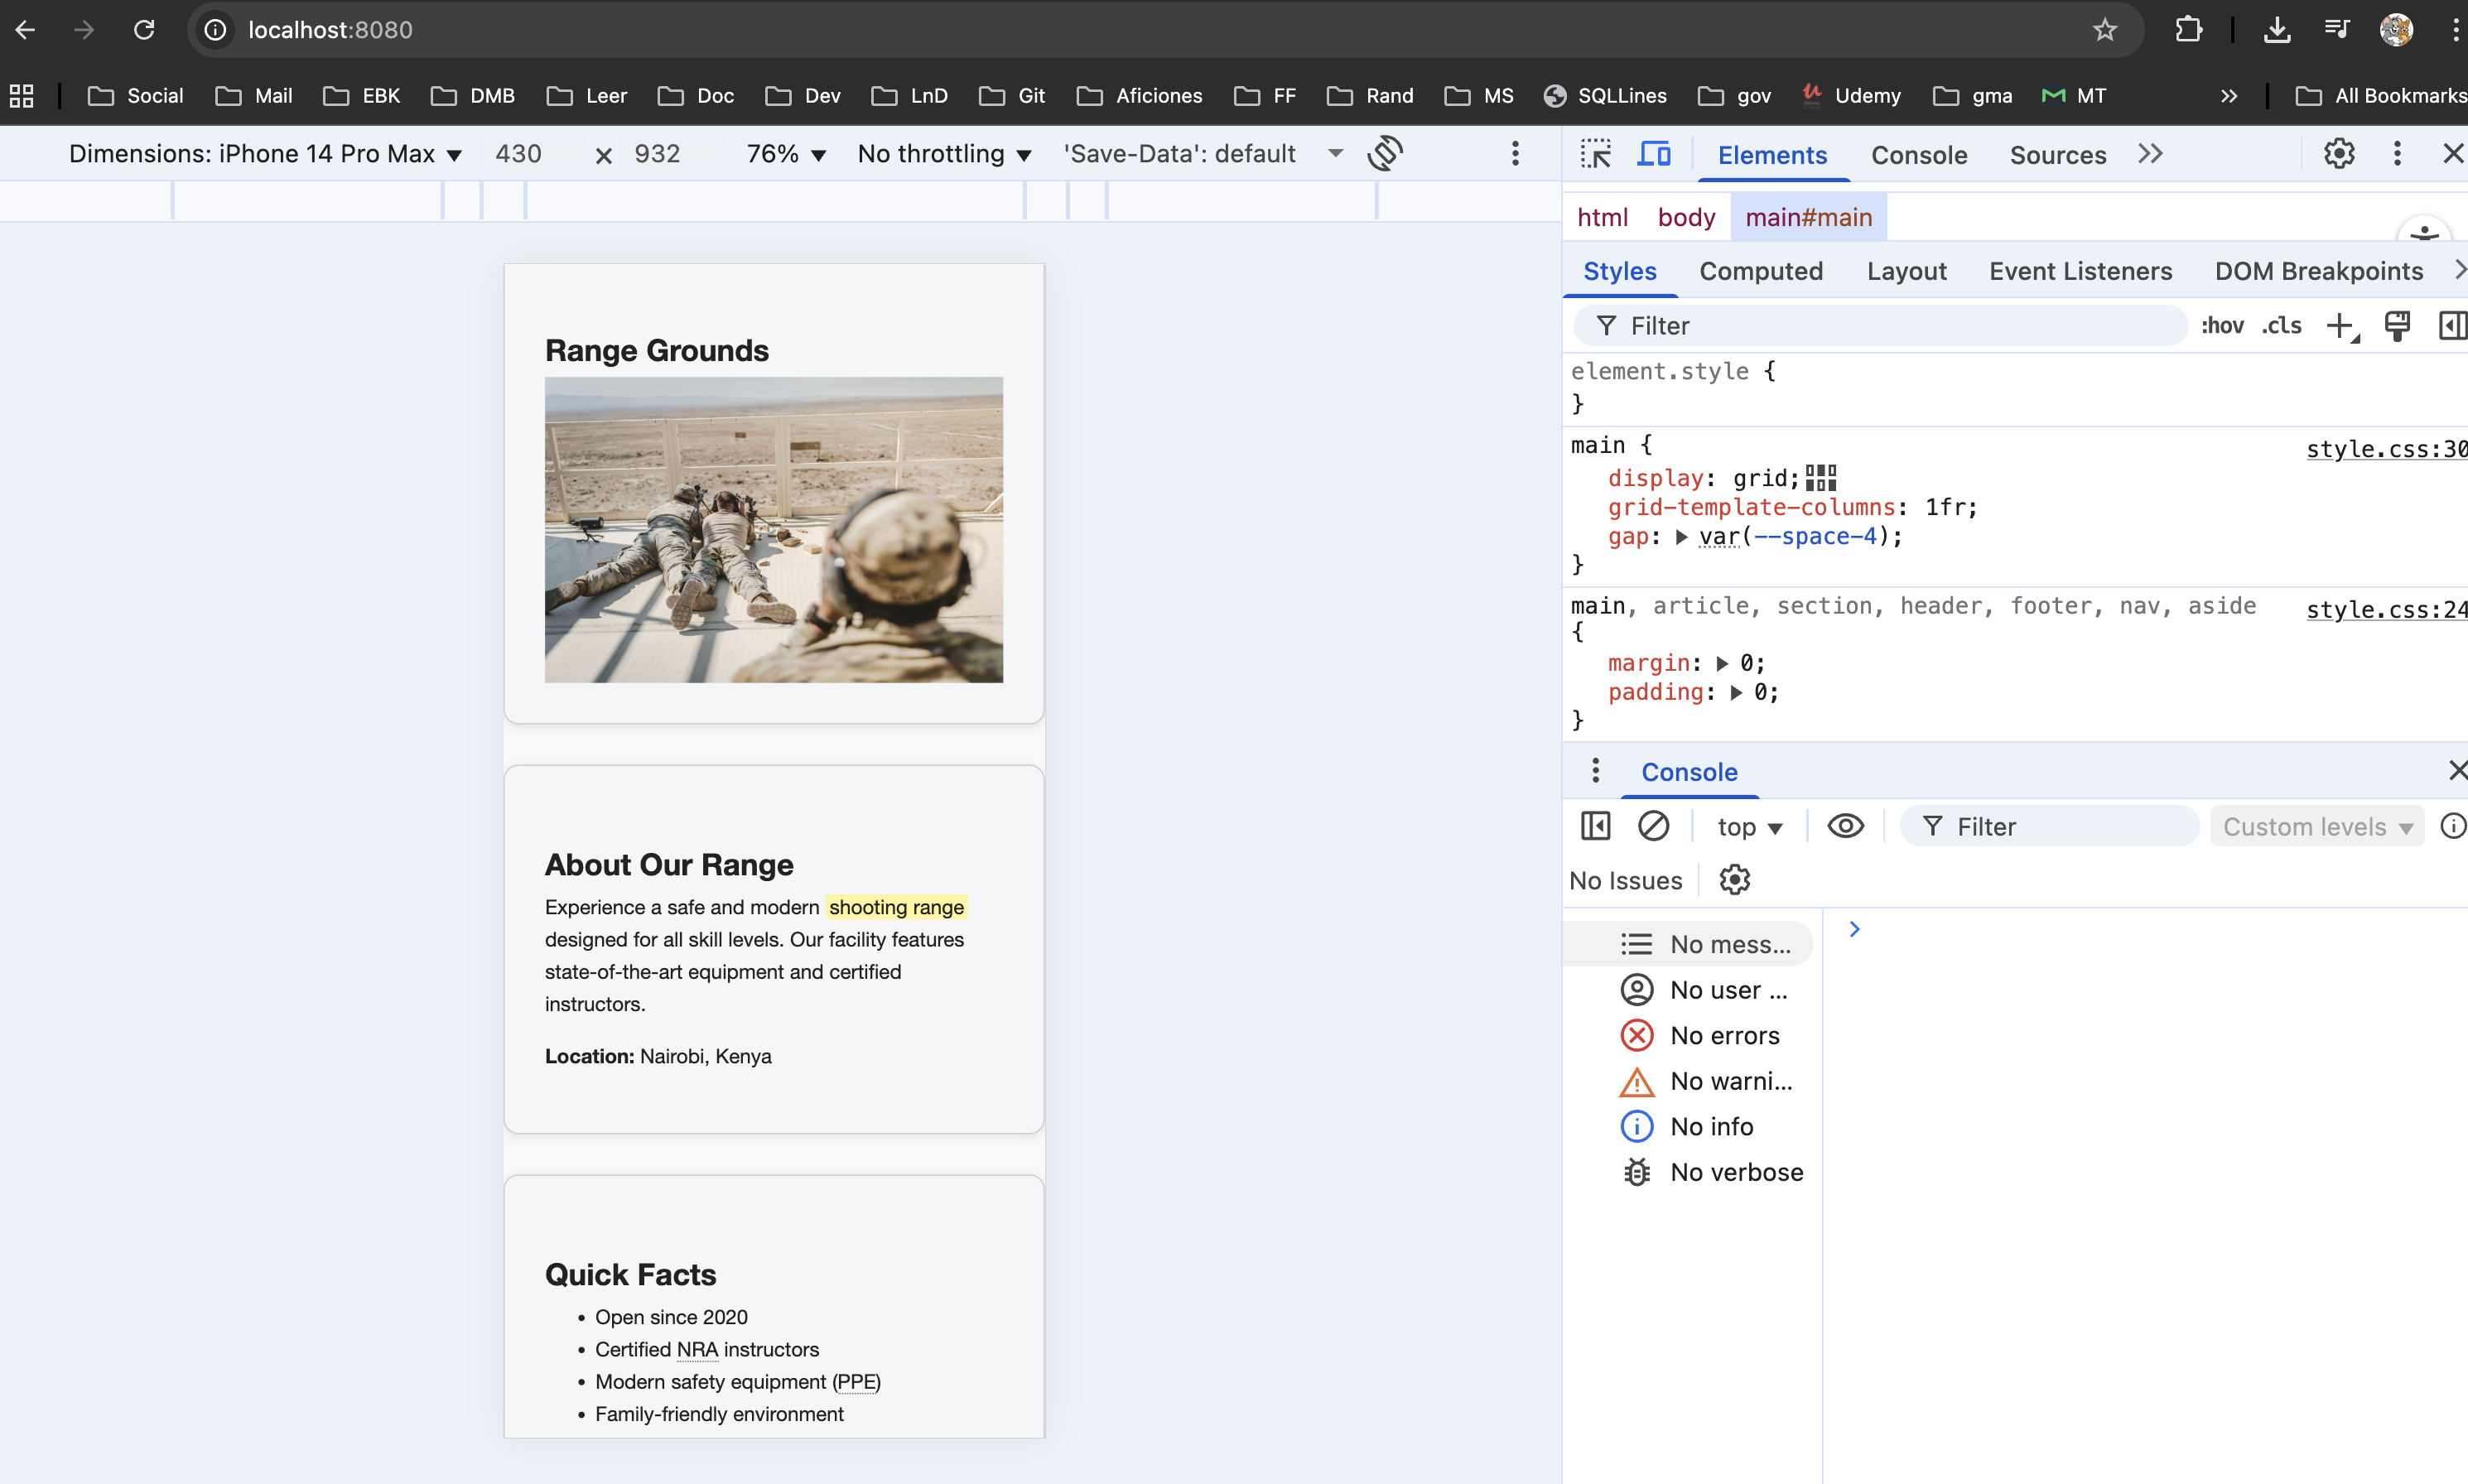 localhost:8080
Social Mail EBK DMB Leer Doc Dev LnD Git Aficiones FF Rand MS SQLLines gov Udemy gma MT » All Bookmarks
Dimensions: iPhone 14 Pro Max 430 × 932 76% No throttling 'Save-Data': default
Elements Console Sources
html body main#main
Styles Computed Layout Event Listeners DOM Breakpoints
Filter :hov .cls
element.style {
}
main { style.css:30
display: grid;
grid-template-columns: 1fr;
gap: var(--space-4);
}
main, article, section, header, footer, nav, aside style.css:24
{
margin: 0;
padding: 0;
}
Console
top Filter Custom levels
No Issues
No mess...
No user ...
No errors
No warni...
No info
No verbose
Range Grounds
About Our Range
Experience a safe and modern shooting range
designed for all skill levels. Our facility features
state-of-the-art equipment and certified
instructors.
Location: Nairobi, Kenya
Quick Facts
• Open since 2020
• Certified NRA instructors
• Modern safety equipment (PPE)
• Family-friendly environment